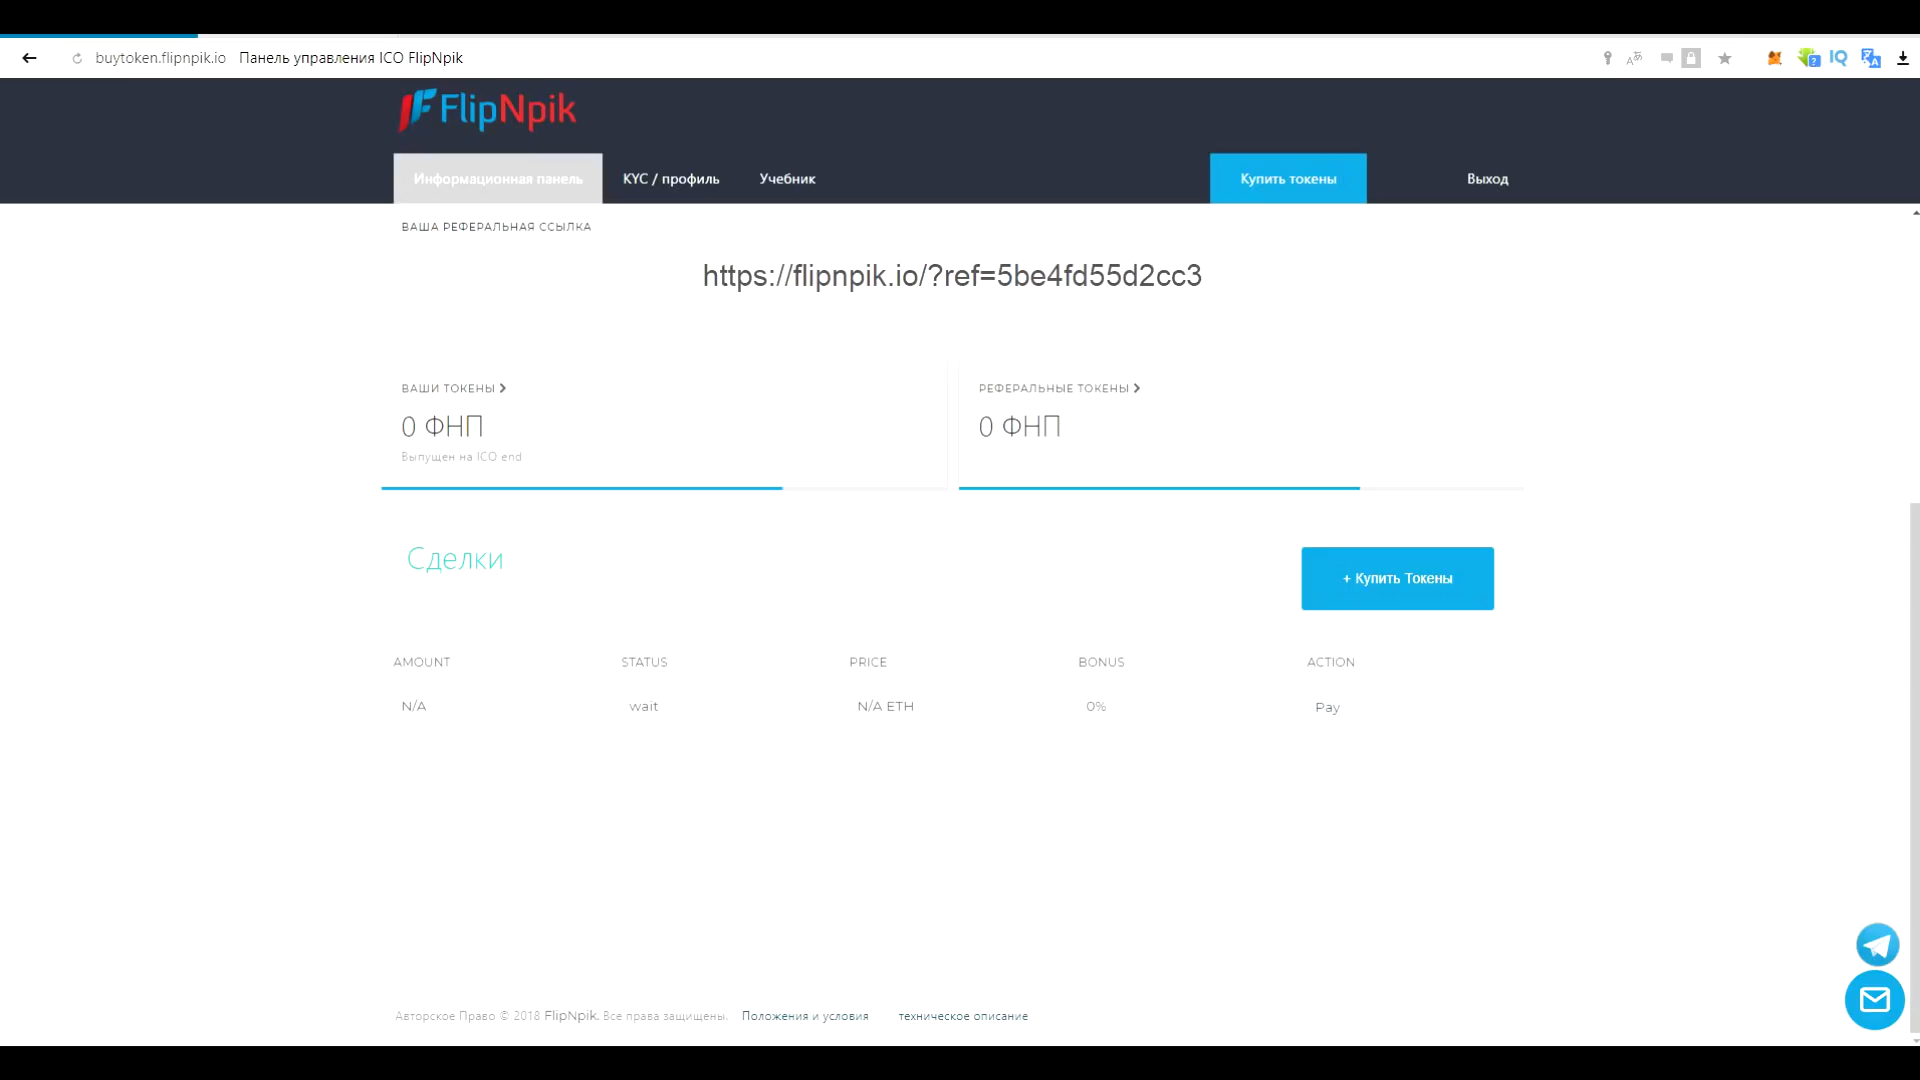 buytoken.flipnpik.io Панель управления ICO FlipNpik
FlipNpik
Информационная панель KYC / профиль Учебник Купить токены Выход
ВАША РЕФЕРАЛЬНАЯ ССЫЛКА
https://flipnpik.io/?ref=5be4fd55d2cc3
ВАШИ ТОКЕНЫ РЕФЕРАЛЬНЫЕ ТОКЕНЫ
0 ФНП 0 ФНП
Выпущен на ICO end
Сделки
+ Купить Токены
AMOUNT STATUS PRICE BONUS ACTION
N/A wait N/A ETH 0% Pay
Авторское Право © 2018 FlipNpik. Все права защищены. Положения и условия техническое описание